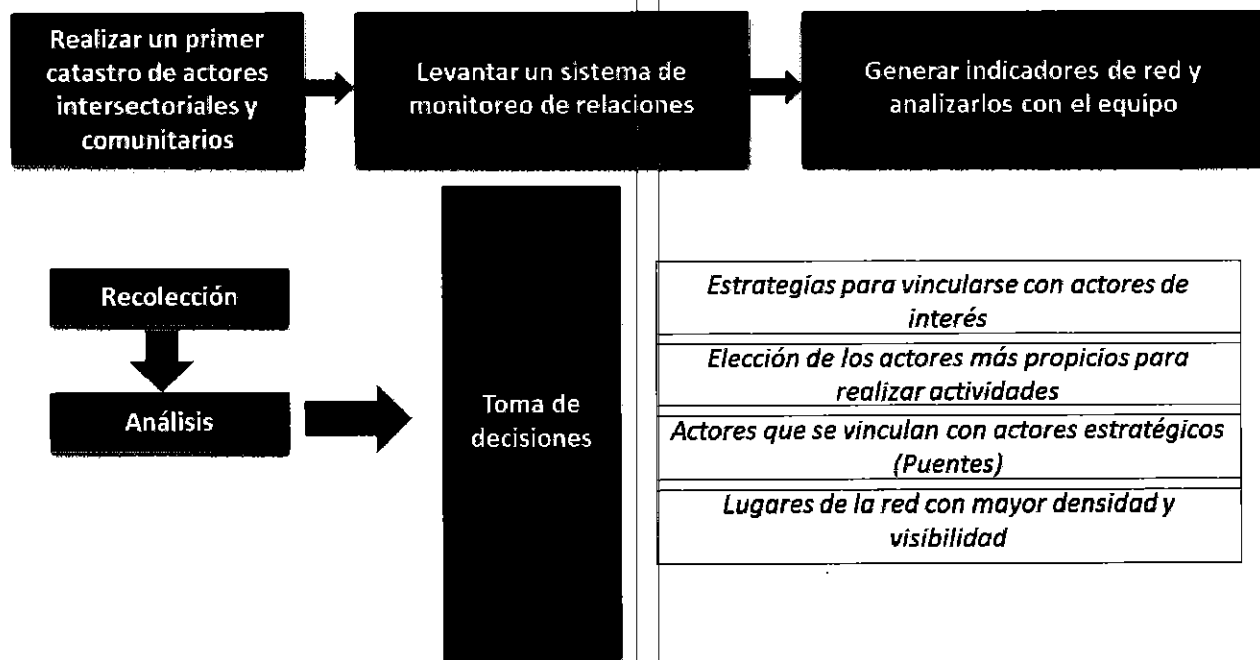 Realizar un primer
catastro de actores
intersectoriales y
comunitarios
Levantar un sistema de
monitoreo de relaciones
Generar indicadores de red y
analizarlos con el equipo
Recolección
Análisis
Toma de
decisiones
Estrategias para vincularse con actores de
interés
Elección de los actores más propicios para
realizar actividades
Actores que se vinculan con actores estratégicos
(Puentes)
Lugares de la red con mayor densidad y
visibilidad